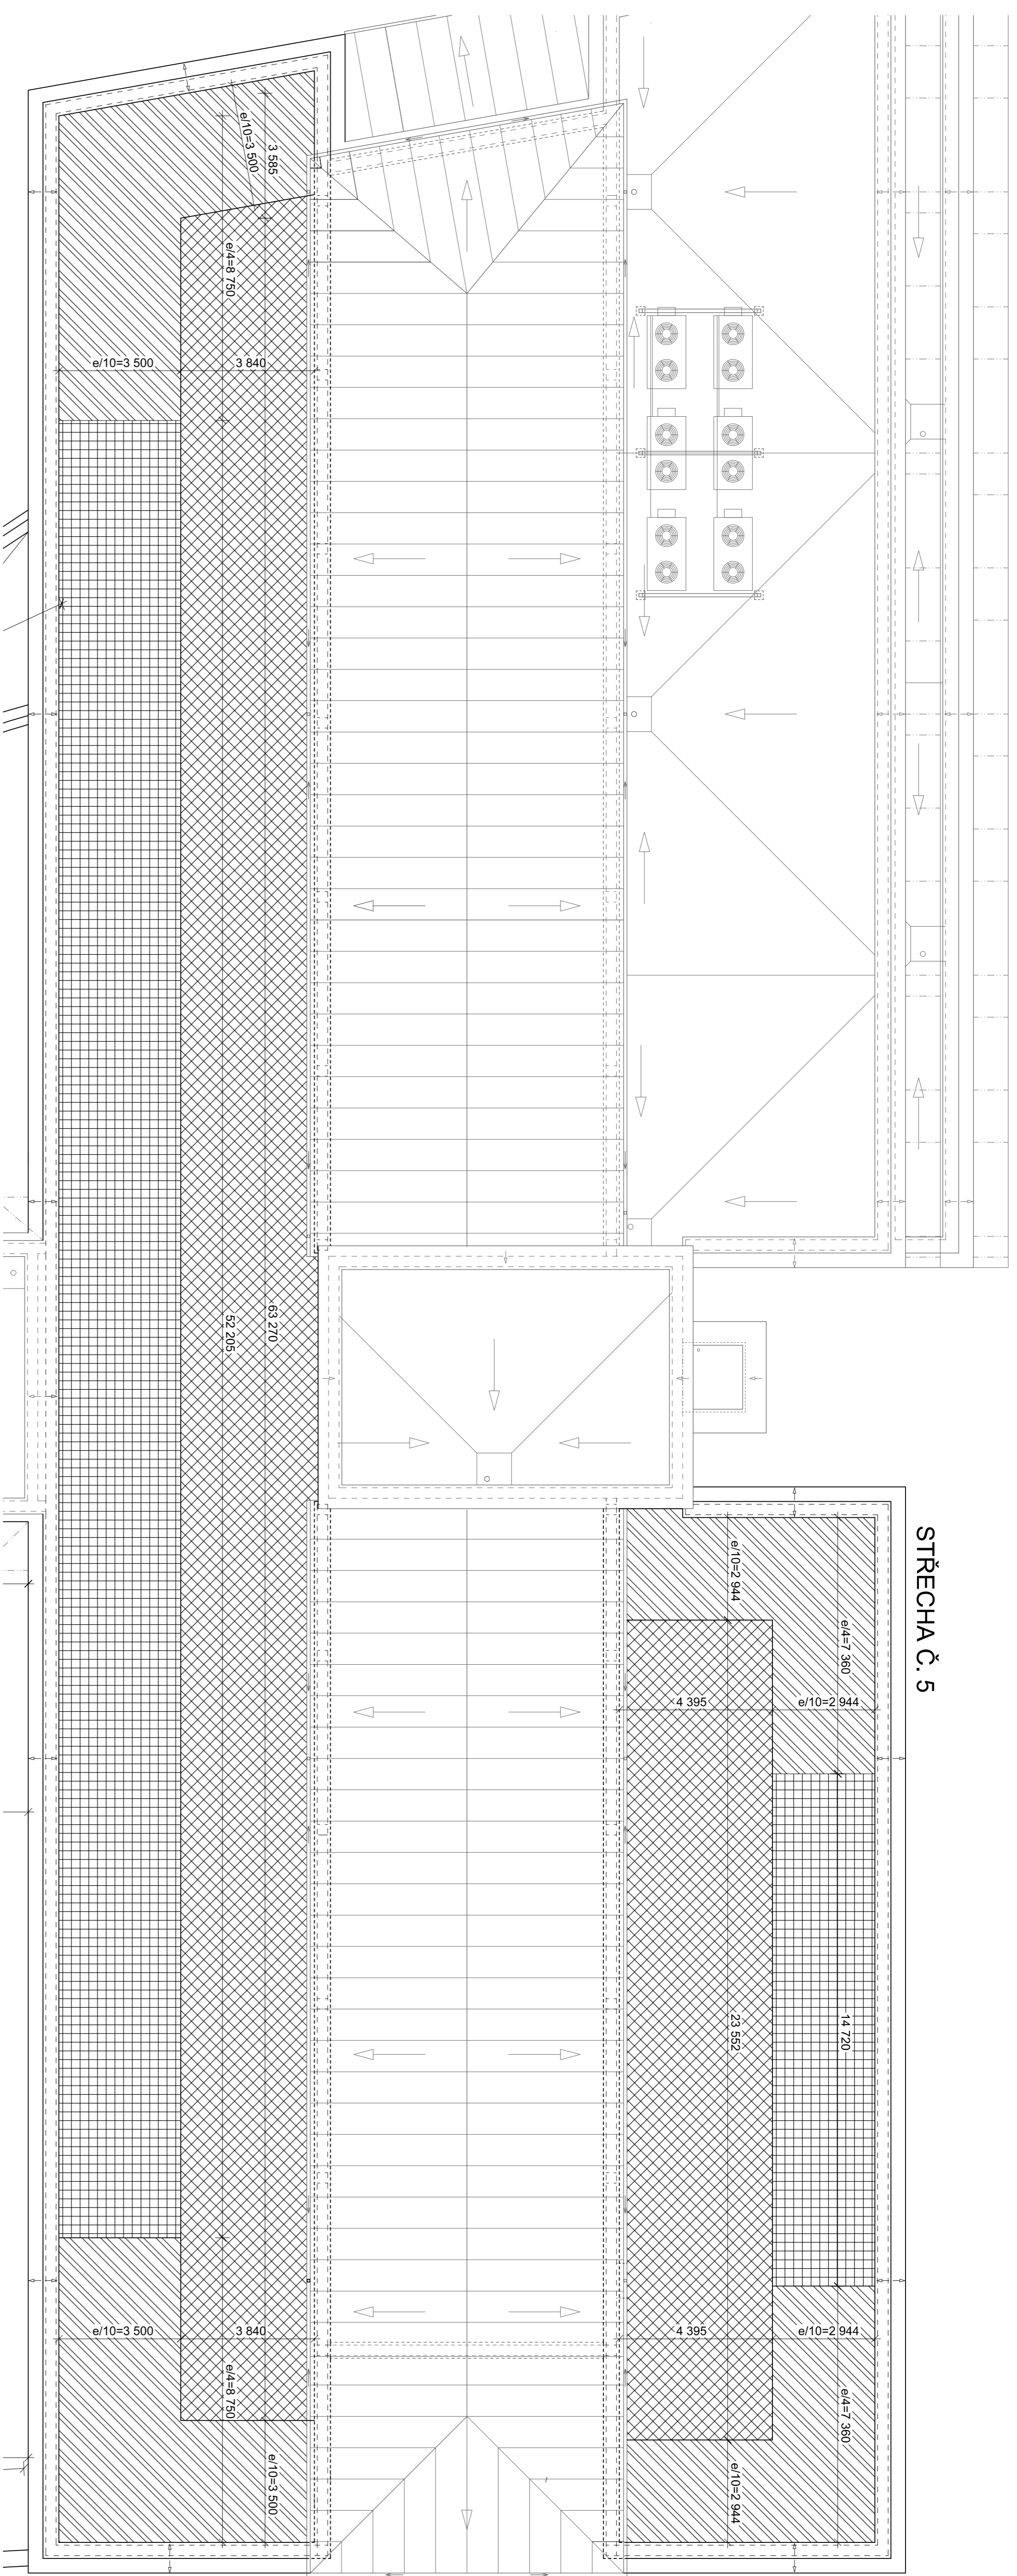 e/10=3 500
3 585
e/4=8 750
e/10=3 500
3 840
63 270
52 205
STŘECHA Č. 5
e/10=2 944
e/4=7 360
4 395
e/10=2 944
23 552
14 720
e/10=3 500
3 840
4 395
e/10=2 944
e/4=8 750
e/4=7 360
e/10=3 500
e/10=2 944